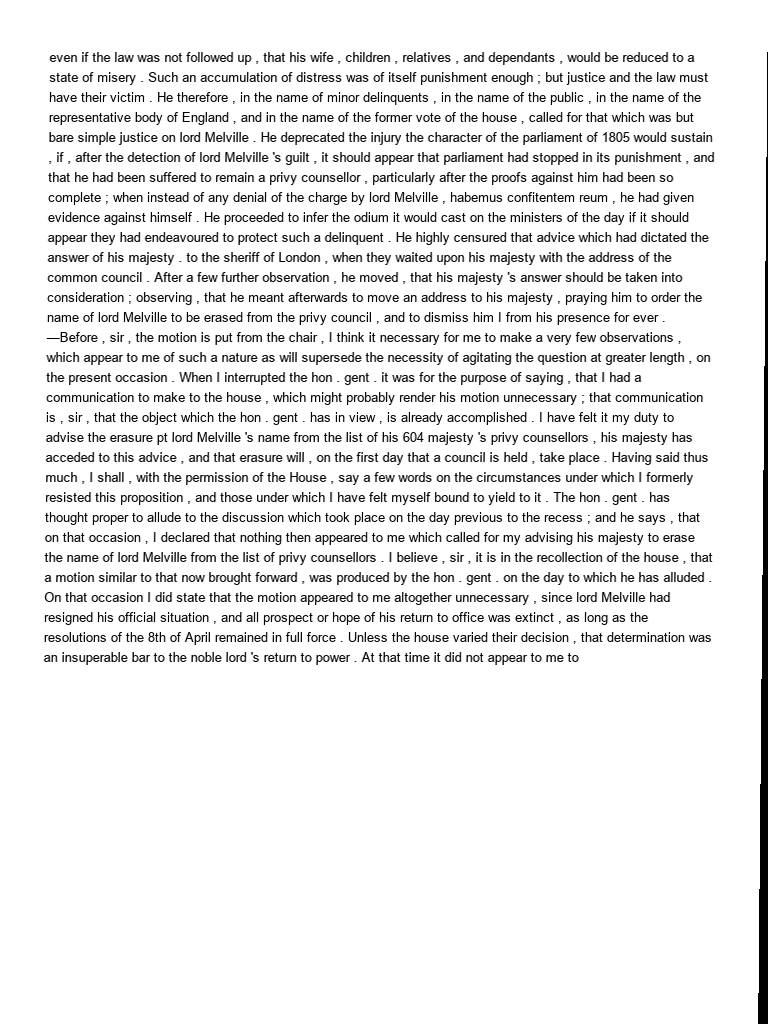 even if the law was not followed up , that his wife , children , relatives , and dependants , would be reduced to a
state of misery . Such an accumulation of distress was of itself punishment enough ; but justice and the law must
have their victim . He therefore , in the name of minor delinquents , in the name of the public , in the name of the
representative body of England , and in the name of the former vote of the house , called for that which was but
bare simple justice on lord Melville . He deprecated the injury the character of the parliament of 1805 would sustain
, if , after the detection of lord Melville 's guilt , it should appear that parliament had stopped in its punishment , and
that he had been suffered to remain a privy counsellor , particularly after the proofs against him had been so
complete ; when instead of any denial of the charge by lord Melville , habemus confitentem reum , he had given
evidence against himself . He proceeded to infer the odium it would cast on the ministers of the day if it should
appear they had endeavoured to protect such a delinquent . He highly censured that advice which had dictated the
answer of his majesty . to the sheriff of London , when they waited upon his majesty with the address of the
common council . After a few further observation , he moved , that his majesty 's answer should be taken into
consideration ; observing , that he meant afterwards to move an address to his majesty , praying him to order the
name of lord Melville to be erased from the privy council , and to dismiss him I from his presence for ever .
—Before , sir , the motion is put from the chair , I think it necessary for me to make a very few observations ,
which appear to me of such a nature as will supersede the necessity of agitating the question at greater length , on
the present occasion . When I interrupted the hon . gent . it was for the purpose of saying , that I had a
communication to make to the house , which might probably render his motion unnecessary ; that communication
is , sir , that the object which the hon . gent . has in view , is already accomplished . I have felt it my duty to
advise the erasure pt lord Melville 's name from the list of his 604 majesty 's privy counsellors , his majesty has
acceded to this advice , and that erasure will , on the first day that a council is held , take place . Having said thus
much , I shall , with the permission of the House , say a few words on the circumstances under which I formerly
resisted this proposition , and those under which I have felt myself bound to yield to it . The hon . gent . has
thought proper to allude to the discussion which took place on the day previous to the recess ; and he says , that
on that occasion , I declared that nothing then appeared to me which called for my advising his majesty to erase
the name of lord Melville from the list of privy counsellors . I believe , sir , it is in the recollection of the house , that
a motion similar to that now brought forward , was produced by the hon . gent . on the day to which he has alluded .
On that occasion I did state that the motion appeared to me altogether unnecessary , since lord Melville had
resigned his official situation , and all prospect or hope of his return to office was extinct , as long as the
resolutions of the 8th of April remained in full force . Unless the house varied their decision , that determination was
an insuperable bar to the noble lord 's return to power . At that time it did not appear to me to